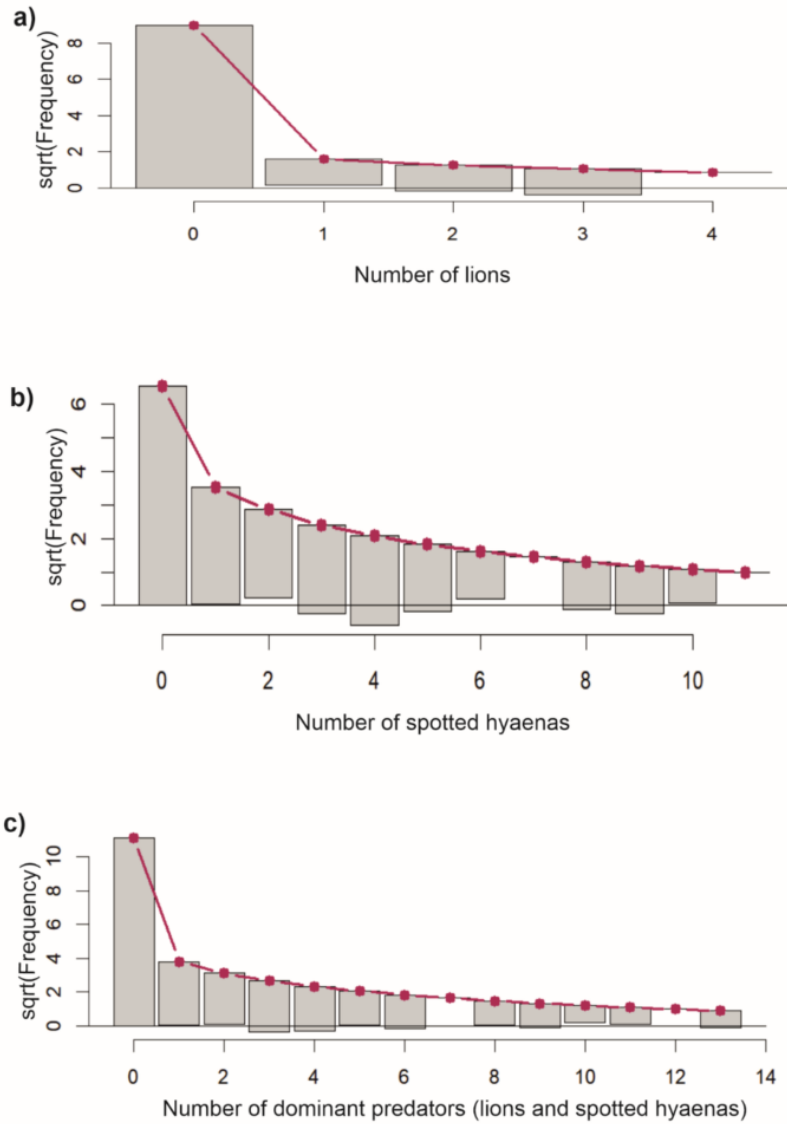 a)
sqrt(Frequency)
8
6
4
2
0
0 1 2 3 4
Number of lions
b)
sqrt(Frequency)
6
4
2
0
0 2 4 6 8 10
Number of spotted hyaenas
c)
sqrt(Frequency)
10
8
6
4
2
0
0 2 4 6 8 10 12 14
Number of dominant predators (lions and spotted hyaenas)